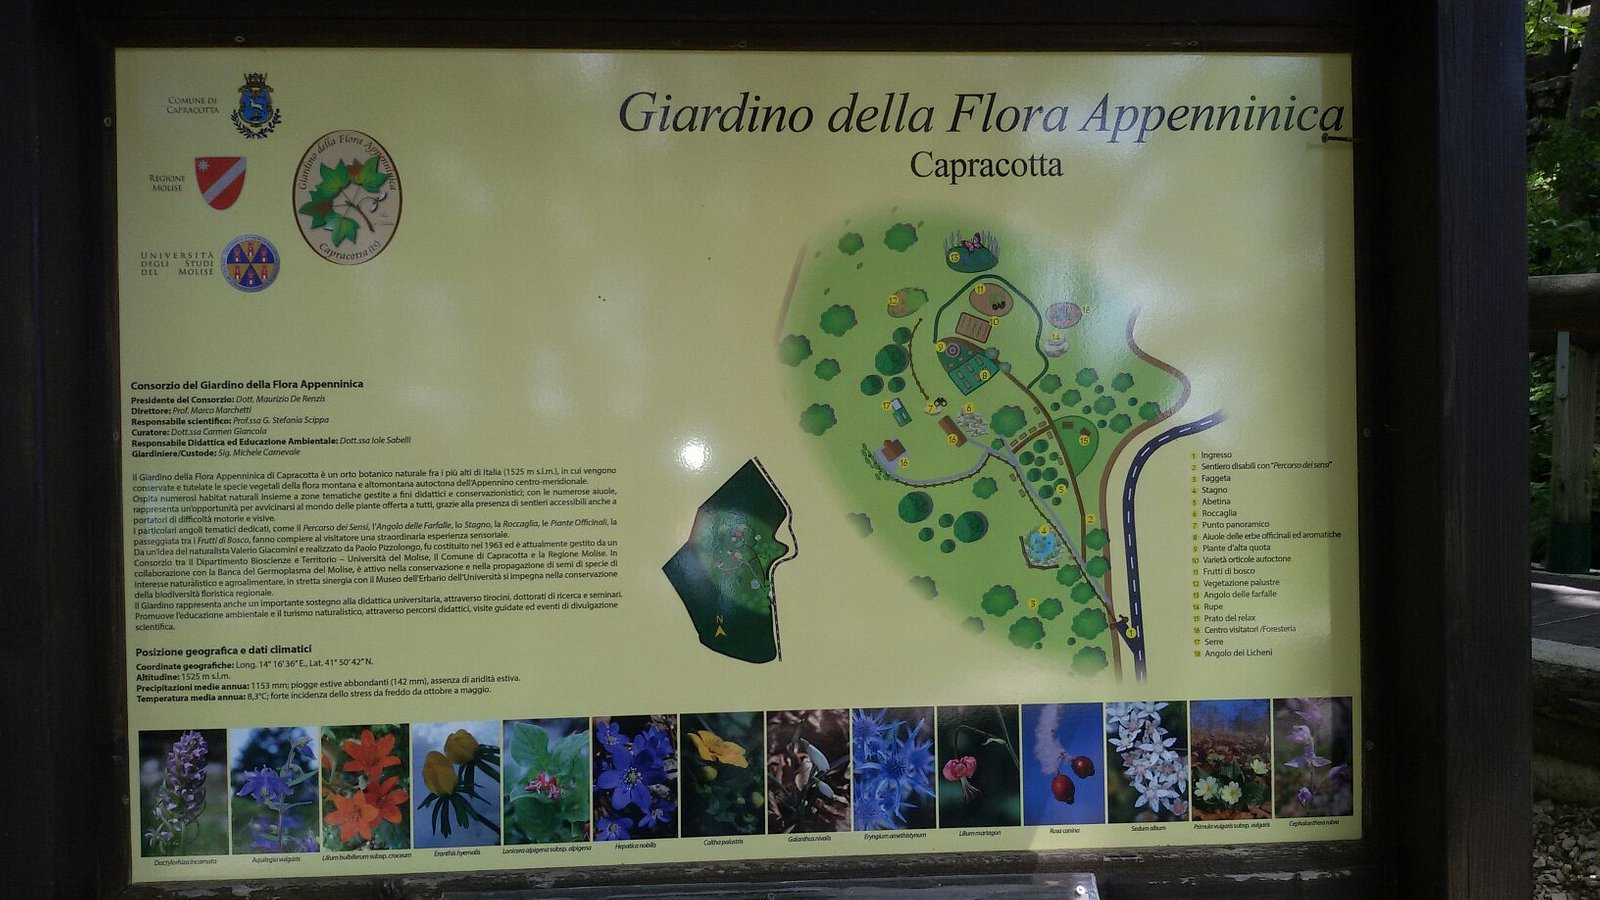 COMUNE DI
CAPRACOTTA
REGIONE
MOLISE
UNIVERSITÀ
DEGLI STUDI
DEL MOLISE
Giardino della Flora Appenninica
Capracotta (IS)
Giardino della Flora Appenninica
Capracotta
Consorzio del Giardino della Flora Appenninica
Presidente del Consorzio: Dott. Maurizio De Renzis
Direttore: Prof. Marco Marchetti
Responsabile scientifico: Prof.ssa G. Stefania Scippa
Curatore: Dott.ssa Carmen Giancola
Responsabile Didattica ed Educazione Ambientale: Dott.ssa Iole Sabelli
Giardiniere/Custode: Sig. Michele Carnevale
Il Giardino della Flora Appenninica di Capracotta è un orto botanico naturale fra i più alti di Italia (1525 m s.l.m.), in cui vengono
conservate e tutelate le specie vegetali della flora montana e altomontana autoctona dell'Appennino centro-meridionale.
Ospita numerosi habitat naturali insieme a zone tematiche gestite a fini didattici e conservazionistici; con le numerose aiuole,
rappresenta un'opportunità per avvicinarsi al mondo delle piante offerta a tutti, grazie alla presenza di sentieri accessibili anche a
portatori di difficoltà motorie e visive.
I particolari angoli tematici dedicati, come il Percorso dei Sensi, l'Angolo delle Farfalle, lo Stagno, la Roccaglia, le Piante Officinali, la
passeggiata tra i Frutti di Bosco, fanno compiere al visitatore una straordinaria esperienza sensoriale.
Da un'idea del naturalista Valerio Giacomini e realizzato da Paolo Pizzolongo, fu costituito nel 1963 ed è attualmente gestito da un
Consorzio tra il Dipartimento Bioscienze e Territorio – Università del Molise, il Comune di Capracotta e la Regione Molise. In
collaborazione con la Banca del Germoplasma del Molise, è attivo nella conservazione e nella propagazione di semi di specie di
interesse naturalistico e agroalimentare, in stretta sinergia con il Museo dell'Erbario dell'Università si impegna nella conservazione
della biodiversità floristica regionale.
Il Giardino rappresenta anche un importante sostegno alla didattica universitaria, attraverso tirocini, dottorati di ricerca e seminari.
Promuove l'educazione ambientale e il turismo naturalistico, attraverso percorsi didattici, visite guidate ed eventi di divulgazione
scientifica.
Posizione geografica e dati climatici
Coordinate geografiche: Long. 14° 16' 36" E., Lat. 41° 50' 42" N.
Altitudine: 1525 m s.l.m.
Precipitazioni medie annua: 1153 mm; piogge estive abbondanti (142 mm), assenza di aridità estiva.
Temperatura media annua: 8,3°C; forte incidenza dello stress da freddo da ottobre a maggio.
N
13
12
11
10
18
14
9
8
17
7
6
16
15
16
5
2
4
3
1
1 Ingresso
2 Sentiero disabili con "Percorso dei sensi"
3 Faggeta
4 Stagno
5 Abetina
6 Roccaglia
7 Punto panoramico
8 Aiuole delle erbe officinali ed aromatiche
9 Piante d'alta quota
10 Varietà orticole autoctone
11 Frutti di bosco
12 Vegetazione palustre
13 Angolo delle farfalle
14 Rupe
15 Prato del relax
16 Centro visitatori /Foresteria
17 Serre
18 Angolo dei Licheni
Dactylorhiza incarnata
Aquilegia vulgaris
Lilium bulbiferum subsp. croceum
Eranthis hyemalis
Lonicera alpigena subsp. alpigena
Hepatica nobilis
Caltha palustris
Galanthus nivalis
Eryngium amethistynum
Lilium martagon
Rosa canina
Sedum album
Primula vulgaris subsp. vulgaris
Cephalanthera rubra